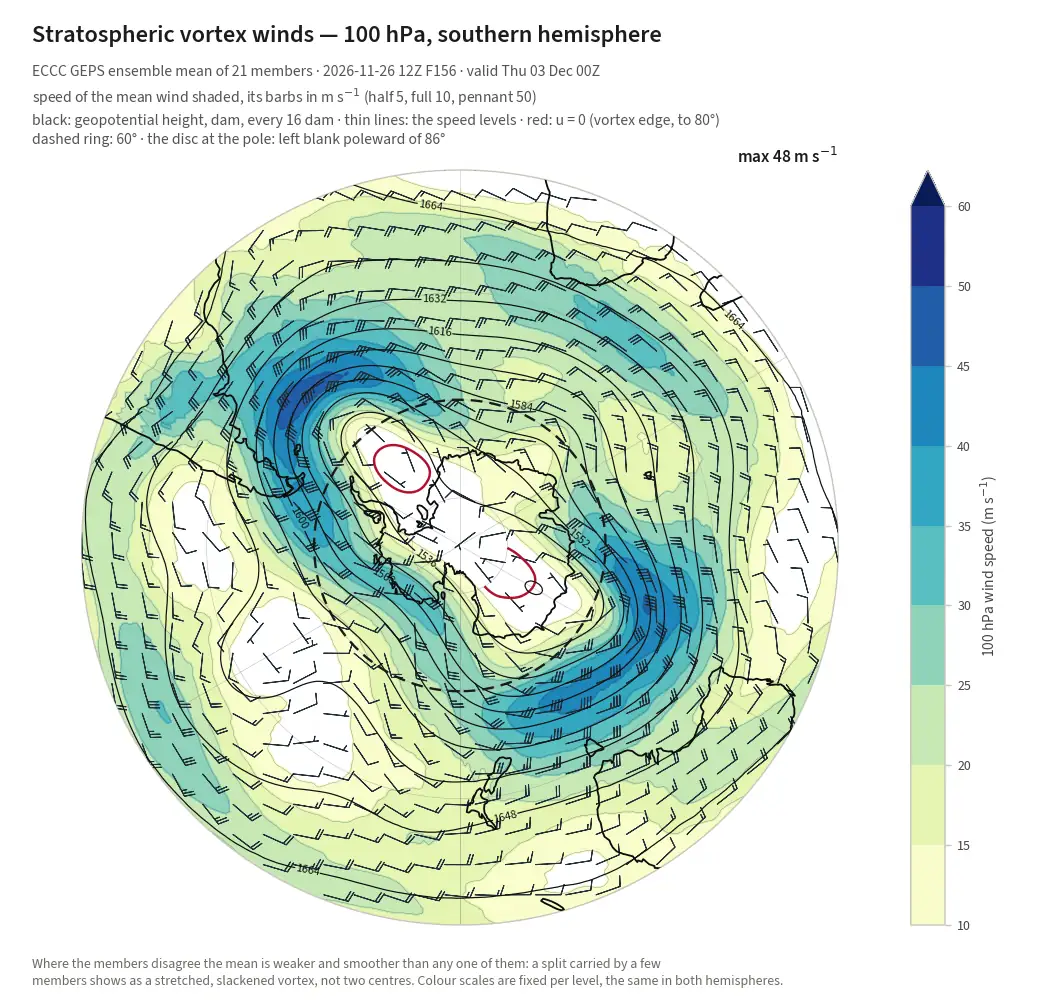 Stratospheric vortex winds — 100 hPa, southern hemisphere
ECCC GEPS ensemble mean of 21 members · 2026-11-26 12Z F156 · valid Thu 03 Dec 00Z
speed of the mean wind shaded, its barbs in m s⁻¹ (half 5, full 10, pennant 50)
black: geopotential height, dam, every 16 dam · thin lines: the speed levels · red: u = 0 (vortex edge, to 80°)
dashed ring: 60° · the disc at the pole: left blank poleward of 86°
max 48 m s⁻¹
1664
1632
1616
1664
1584
1600
1552
1536
1648
1664
60
50
45
40
35
30
25
20
15
10
100 hPa wind speed (m s⁻¹)
Where the members disagree the mean is weaker and smoother than any one of them: a split carried by a few
members shows as a stretched, slackened vortex, not two centres. Colour scales are fixed per level, the same in both hemispheres.